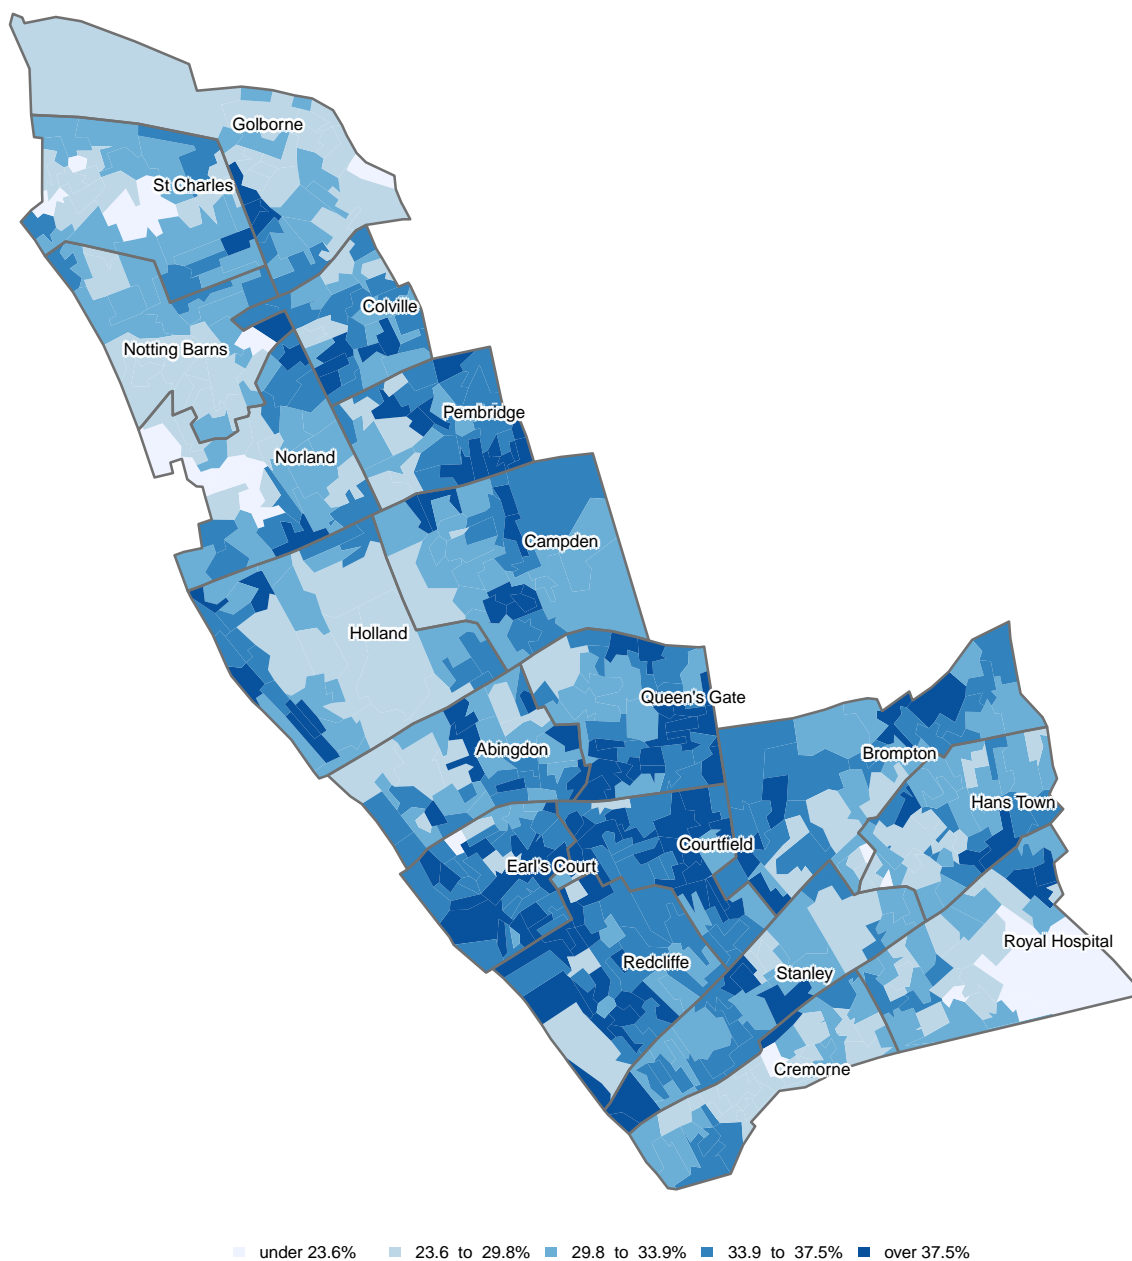 Golborne
St Charles
Colville
Notting Barns
Pembridge
Norland
Campden
Holland
Queen's Gate
Abingdon
Brompton
Hans Town
Courtfield
Earl's Court
Royal Hospital
Redcliffe
Stanley
Cremorne
under 23.6% 23.6 to 29.8% 29.8 to 33.9% 33.9 to 37.5% over 37.5%